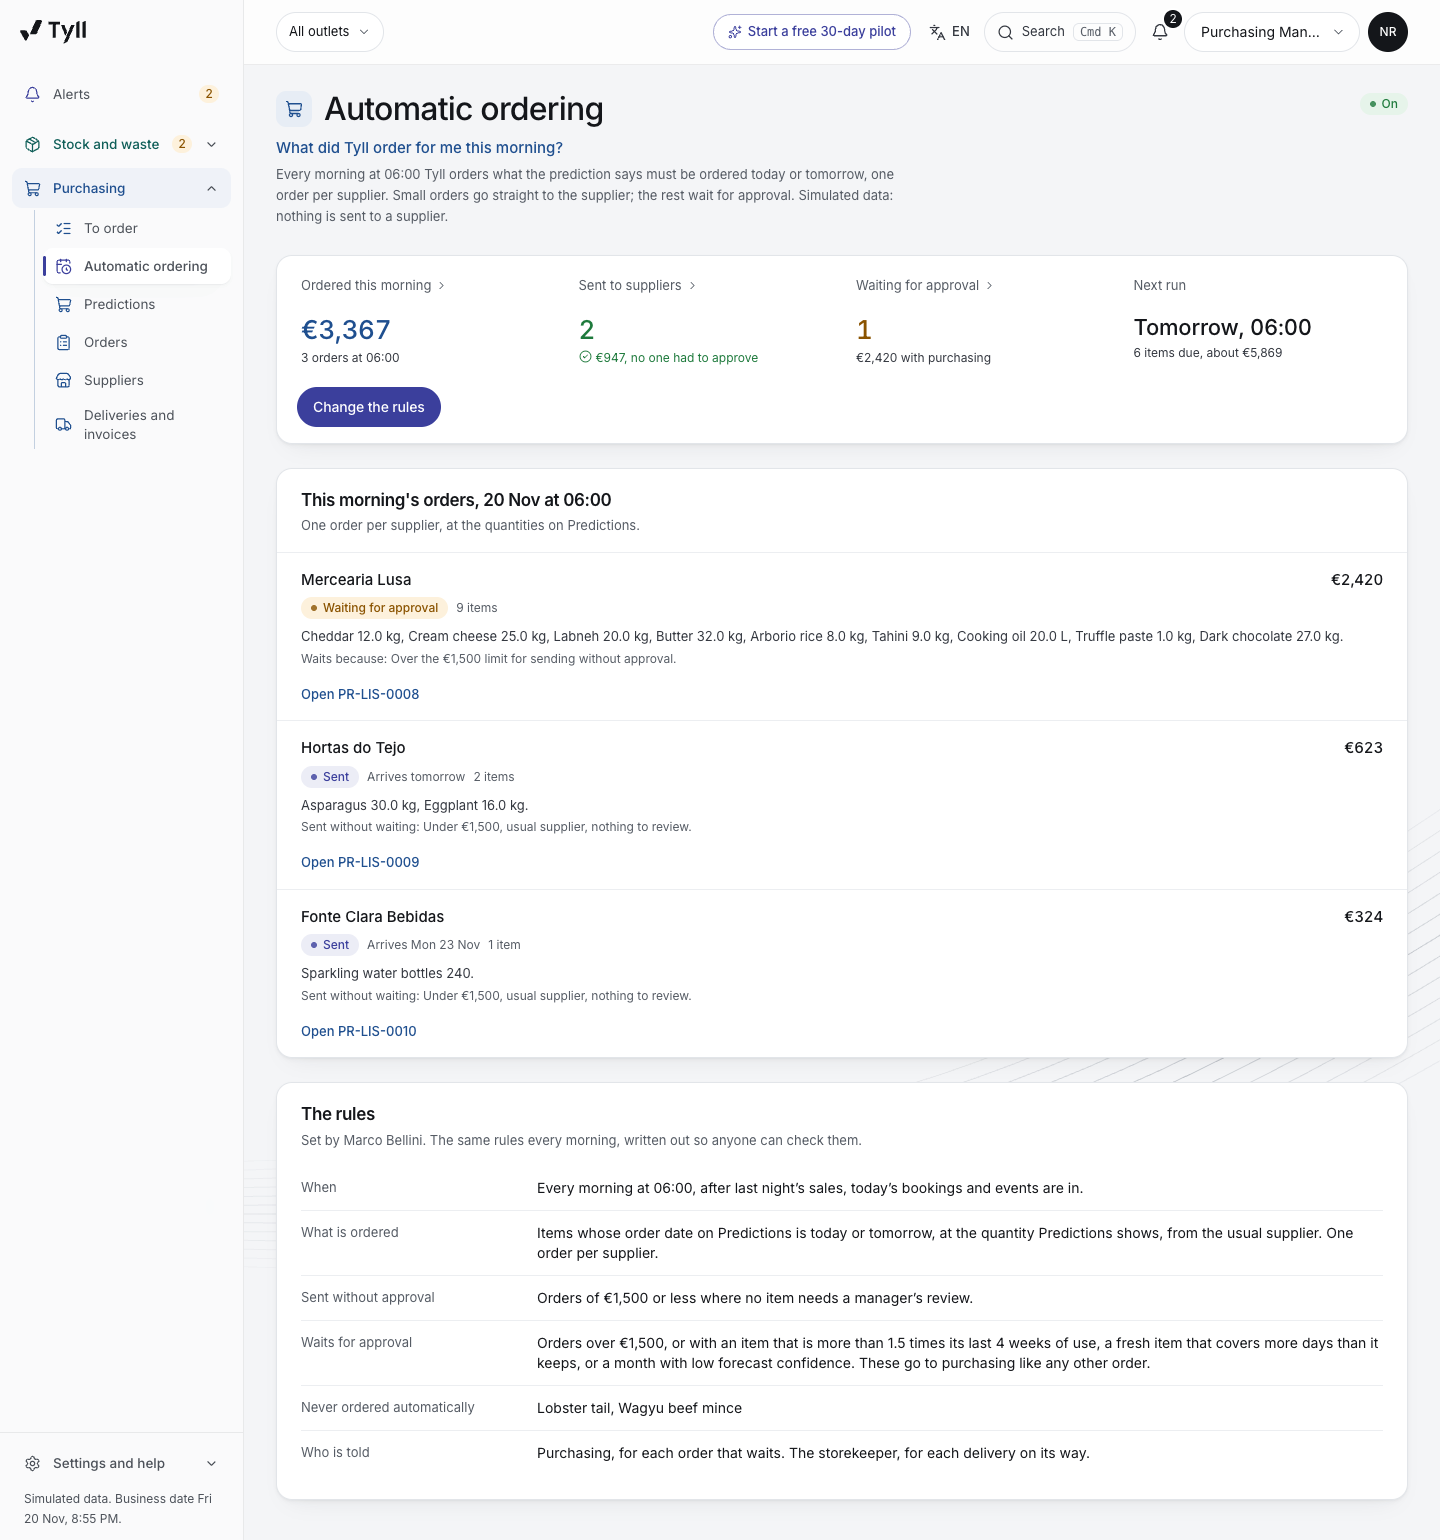 Tyll
All outlets
Start a free 30-day pilot
EN
Search Cmd K
2
Purchasing Man...
NR
Alerts 2
Stock and waste 2
Purchasing
To order
Automatic ordering
Predictions
Orders
Suppliers
Deliveries and
invoices
Settings and help
Simulated data. Business date Fri
20 Nov, 8:55 PM.
Automatic ordering
On
What did Tyll order for me this morning?
Every morning at 06:00 Tyll orders what the prediction says must be ordered today or tomorrow, one
order per supplier. Small orders go straight to the supplier; the rest wait for approval. Simulated data:
nothing is sent to a supplier.
Ordered this morning
€3,367
3 orders at 06:00
Sent to suppliers
2
€947, no one had to approve
Waiting for approval
1
€2,420 with purchasing
Next run
Tomorrow, 06:00
6 items due, about €5,869
Change the rules
This morning's orders, 20 Nov at 06:00
One order per supplier, at the quantities on Predictions.
Mercearia Lusa €2,420
Waiting for approval 9 items
Cheddar 12.0 kg, Cream cheese 25.0 kg, Labneh 20.0 kg, Butter 32.0 kg, Arborio rice 8.0 kg, Tahini 9.0 kg, Cooking oil 20.0 L, Truffle paste 1.0 kg, Dark chocolate 27.0 kg.
Waits because: Over the €1,500 limit for sending without approval.
Open PR-LIS-0008
Hortas do Tejo €623
Sent Arrives tomorrow 2 items
Asparagus 30.0 kg, Eggplant 16.0 kg.
Sent without waiting: Under €1,500, usual supplier, nothing to review.
Open PR-LIS-0009
Fonte Clara Bebidas €324
Sent Arrives Mon 23 Nov 1 item
Sparkling water bottles 240.
Sent without waiting: Under €1,500, usual supplier, nothing to review.
Open PR-LIS-0010
The rules
Set by Marco Bellini. The same rules every morning, written out so anyone can check them.
When Every morning at 06:00, after last night’s sales, today’s bookings and events are in.
What is ordered Items whose order date on Predictions is today or tomorrow, at the quantity Predictions shows, from the usual supplier. One
order per supplier.
Sent without approval Orders of €1,500 or less where no item needs a manager’s review.
Waits for approval Orders over €1,500, or with an item that is more than 1.5 times its last 4 weeks of use, a fresh item that covers more days than it
keeps, or a month with low forecast confidence. These go to purchasing like any other order.
Never ordered automatically Lobster tail, Wagyu beef mince
Who is told Purchasing, for each order that waits. The storekeeper, for each delivery on its way.